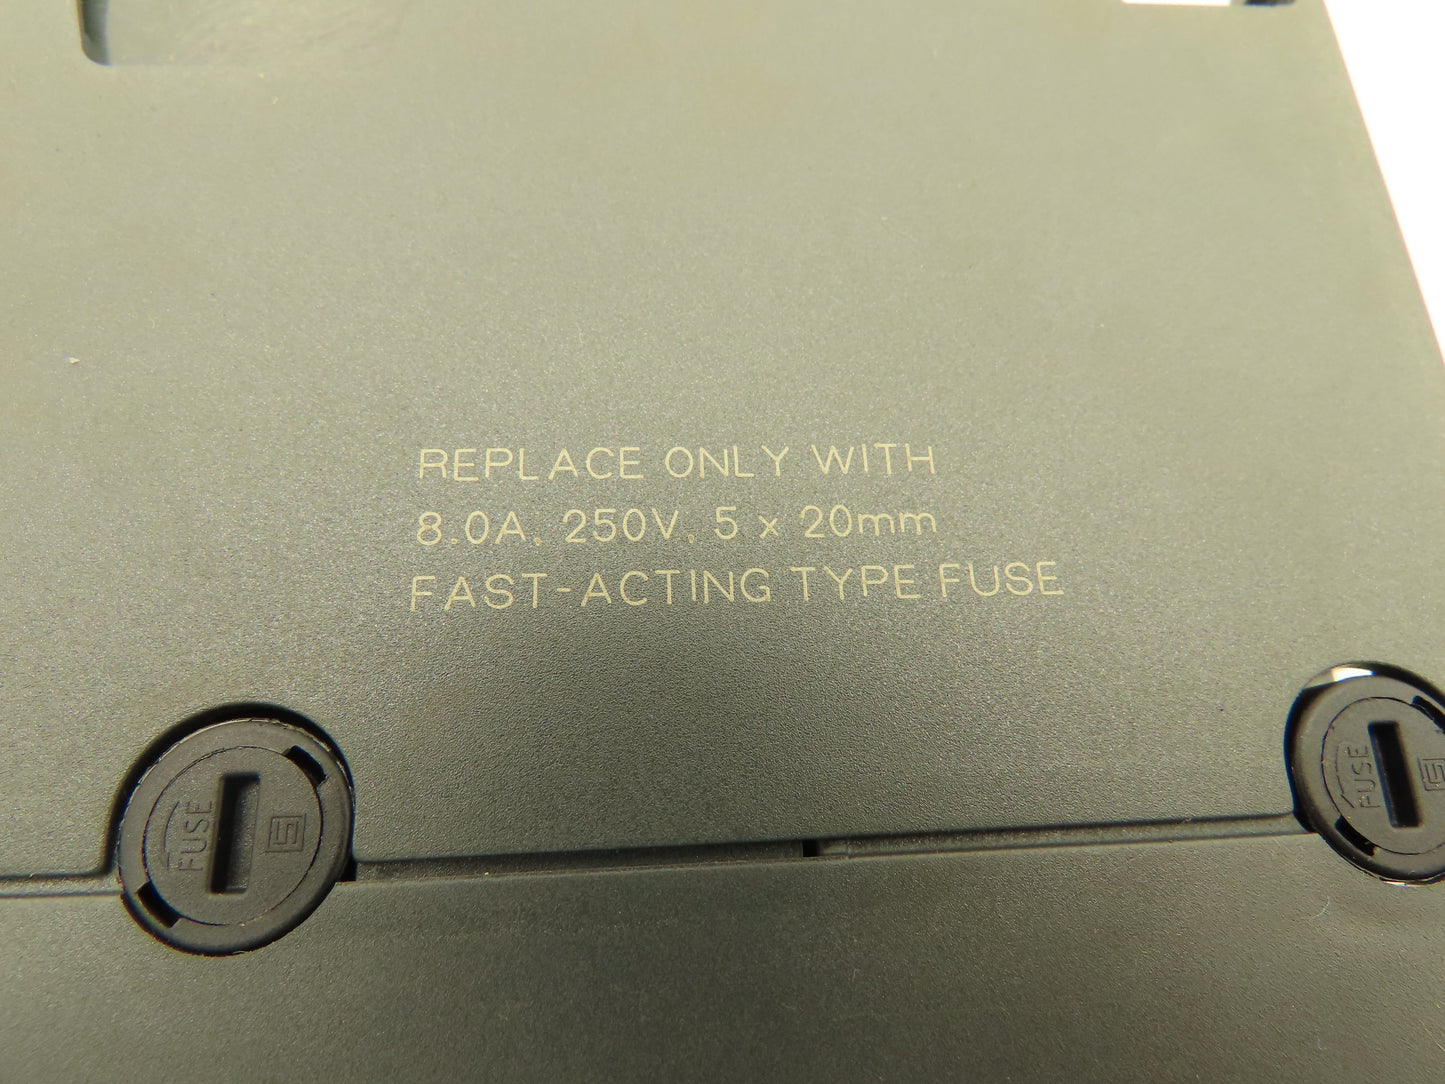 REPLACE ONLY WITH
8.0A, 250V, 5 x 20mm
FAST-ACTING TYPE FUSE
FUSE
FUSE